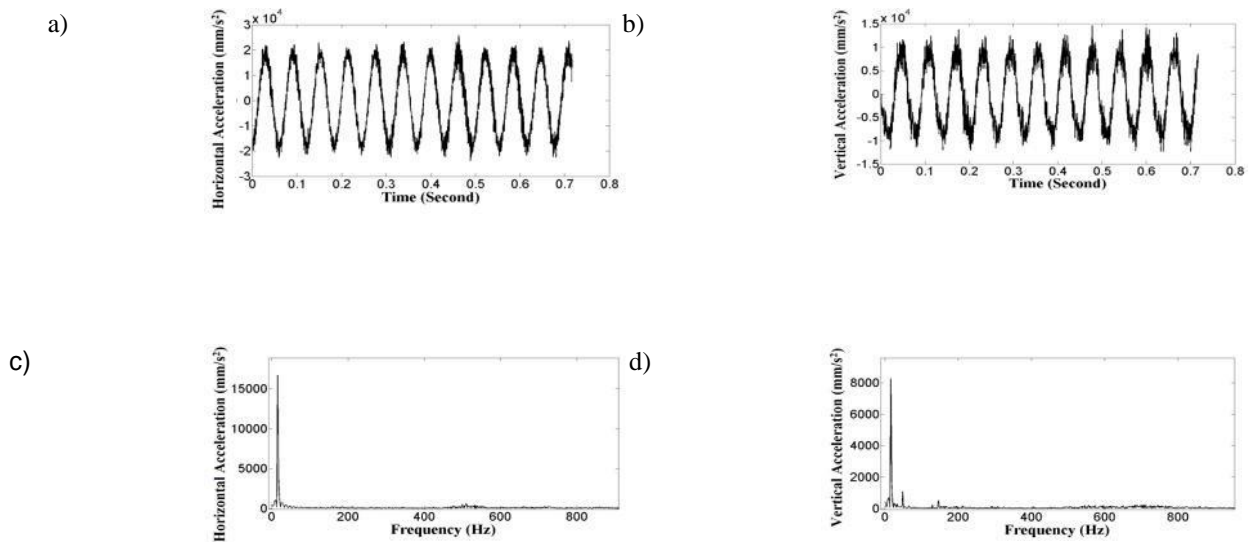 a)
Horizontal Acceleration (mm/s²)
3 x 10⁴
2
1
0
-1
-2
-3
0 0.1 0.2 0.3 0.4 0.5 0.6 0.7 0.8
Time (Second)
b)
Vertical Acceleration (mm/s²)
1.5 x 10⁴
1
0.5
0
-0.5
-1
-1.5
0 0.1 0.2 0.3 0.4 0.5 0.6 0.7 0.8
Time (Second)
c)
Horizontal Acceleration (mm/s²)
15000
10000
5000
0
0 200 400 600 800
Frequency (Hz)
d)
Vertical Acceleration (mm/s²)
8000
6000
4000
2000
0
0 200 400 600 800
Frequency (Hz)